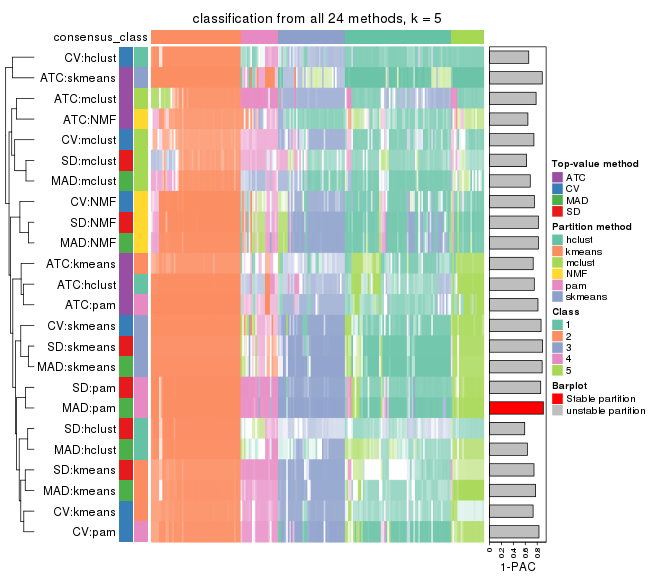 classification from all 24 methods, k = 5
consensus_class
CV:hclust
ATC:skmeans
ATC:mclust
ATC:NMF
CV:mclust
SD:mclust
MAD:mclust
CV:NMF
SD:NMF
MAD:NMF
ATC:kmeans
ATC:hclust
ATC:pam
CV:skmeans
SD:skmeans
MAD:skmeans
SD:pam
MAD:pam
SD:hclust
MAD:hclust
SD:kmeans
MAD:kmeans
CV:kmeans
CV:pam
0 0.2 0.4 0.6 0.8
1-PAC
Top-value method
ATC
CV
MAD
SD
Partition method
hclust
kmeans
mclust
NMF
pam
skmeans
Class
1
2
3
4
5
Barplot
Stable partition
unstable partition